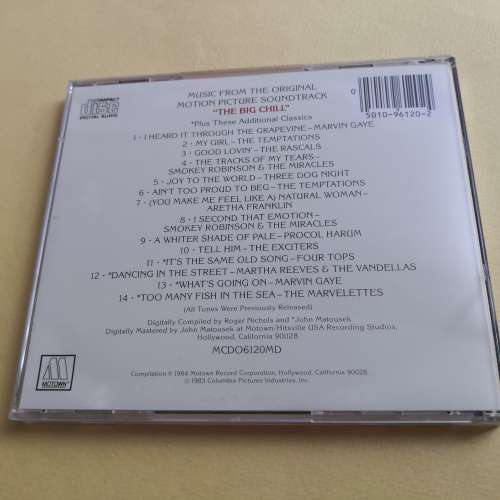 COMPACT
disc
DIGITAL AUDIO
MUSIC FROM THE ORIGINAL
MOTION PICTURE SOUNDTRACK
"THE BIG CHILL"
*Plus These Additional Classics
0
5010-96120-2
1 • I HEARD IT THROUGH THE GRAPEVINE – MARVIN GAYE
2 • MY GIRL – THE TEMPTATIONS
3 • GOOD LOVIN' – THE RASCALS
4 • THE TRACKS OF MY TEARS –
SMOKEY ROBINSON & THE MIRACLES
5 • JOY TO THE WORLD – THREE DOG NIGHT
6 • AIN'T TOO PROUD TO BEG – THE TEMPTATIONS
7 • (YOU MAKE ME FEEL LIKE A) NATURAL WOMAN –
ARETHA FRANKLIN
8 • I SECOND THAT EMOTION –
SMOKEY ROBINSON & THE MIRACLES
9 • A WHITER SHADE OF PALE – PROCOL HARUM
10 • TELL HIM – THE EXCITERS
11 • *IT'S THE SAME OLD SONG – FOUR TOPS
12 • *DANCING IN THE STREET – MARTHA REEVES & THE VANDELLAS
13 • *WHAT'S GOING ON – MARVIN GAYE
14 • *TOO MANY FISH IN THE SEA – THE MARVELETTES
(All Tunes Were Previously Released)
Digitally Compiled by Roger Nichols and *John Matousek
Digitally Mastered by John Matousek at Motown/Hitsville USA Recording Studios,
Hollywood, California 90028
MCDO6120MD
M
MOTOWN
Compilation ℗ 1984 Motown Record Corporation, Hollywood, California 90028
© 1983 Columbia Pictures Industries, Inc.